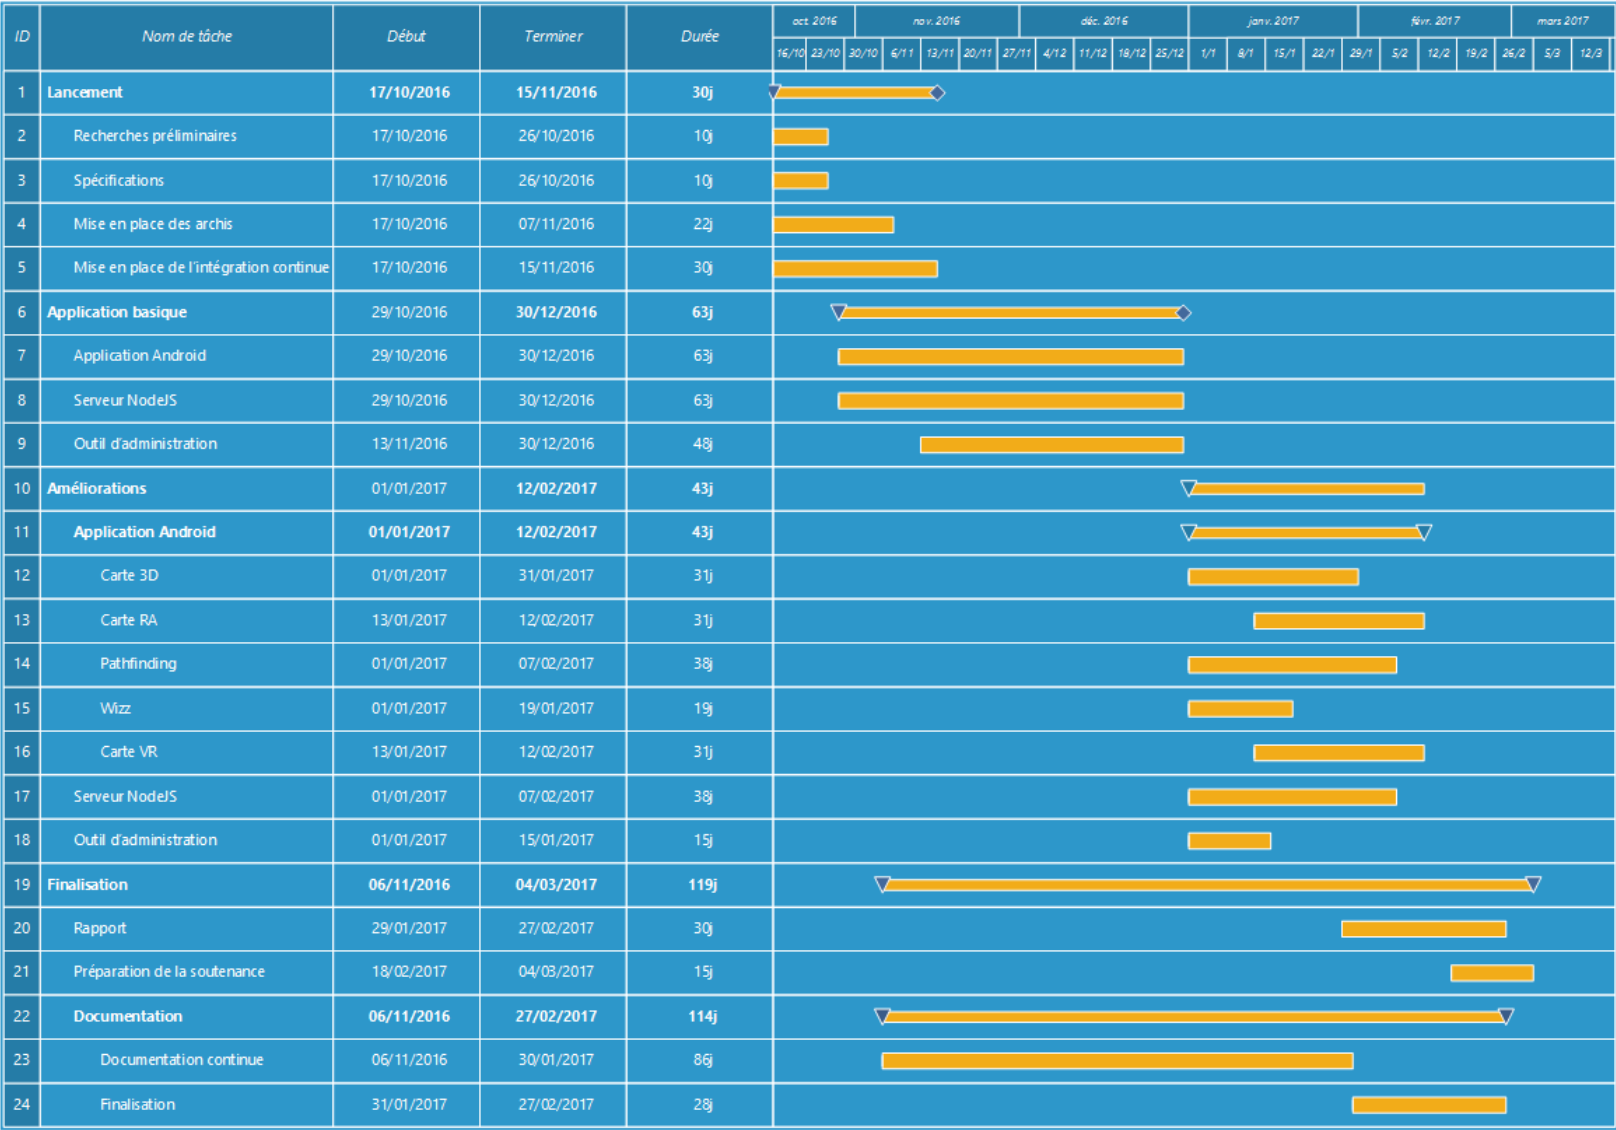 ID Nom de tâche Début Terminer Durée oct. 2016 nov. 2016 déc. 2016 janv. 2017 févr. 2017 mars 2017
16/10 23/10 30/10 6/11 13/11 20/11 27/11 4/12 11/12 18/12 25/12 1/1 8/1 15/1 22/1 29/1 5/2 12/2 19/2 26/2 5/3 12/3
1 Lancement 17/10/2016 15/11/2016 30j
2 Recherches préliminaires 17/10/2016 26/10/2016 10j
3 Spécifications 17/10/2016 26/10/2016 10j
4 Mise en place des archis 17/10/2016 07/11/2016 22j
5 Mise en place de l'intégration continue 17/10/2016 15/11/2016 30j
6 Application basique 29/10/2016 30/12/2016 63j
7 Application Android 29/10/2016 30/12/2016 63j
8 Serveur NodeJS 29/10/2016 30/12/2016 63j
9 Outil d'administration 13/11/2016 30/12/2016 48j
10 Améliorations 01/01/2017 12/02/2017 43j
11 Application Android 01/01/2017 12/02/2017 43j
12 Carte 3D 01/01/2017 31/01/2017 31j
13 Carte RA 13/01/2017 12/02/2017 31j
14 Pathfinding 01/01/2017 07/02/2017 38j
15 Wizz 01/01/2017 19/01/2017 19j
16 Carte VR 13/01/2017 12/02/2017 31j
17 Serveur NodeJS 01/01/2017 07/02/2017 38j
18 Outil d'administration 01/01/2017 15/01/2017 15j
19 Finalisation 06/11/2016 04/03/2017 119j
20 Rapport 29/01/2017 27/02/2017 30j
21 Préparation de la soutenance 18/02/2017 04/03/2017 15j
22 Documentation 06/11/2016 27/02/2017 114j
23 Documentation continue 06/11/2016 30/01/2017 86j
24 Finalisation 31/01/2017 27/02/2017 28j